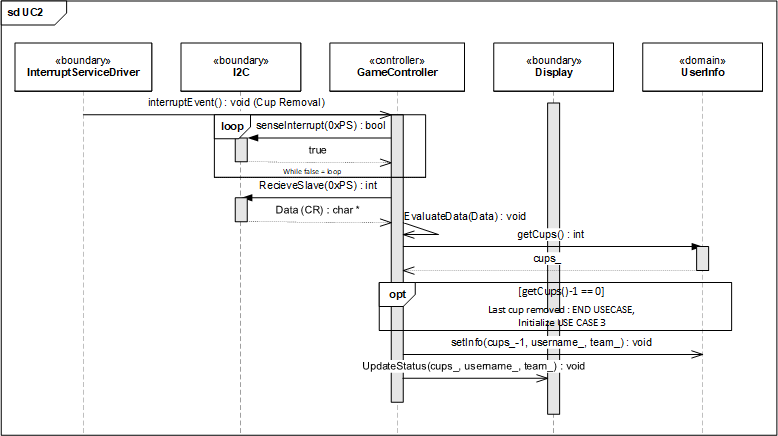 sd UC2
«boundary»
InterruptServiceDriver
«boundary»
I2C
«controller»
GameController
«boundary»
Display
«domain»
UserInfo
interruptEvent() : void (Cup Removal)
loop
senseInterrupt(0xPS) : bool
true
While false = loop
RecieveSlave(0xPS) : int
Data (CR) : char *
EvaluateData(Data) : void
getCups() : int
cups_
opt
[getCups()-1 == 0]
Last cup removed : END USECASE,
Initialize USE CASE 3
setInfo(cups_-1, username_, team_) : void
UpdateStatus(cups_, username_, team_) : void